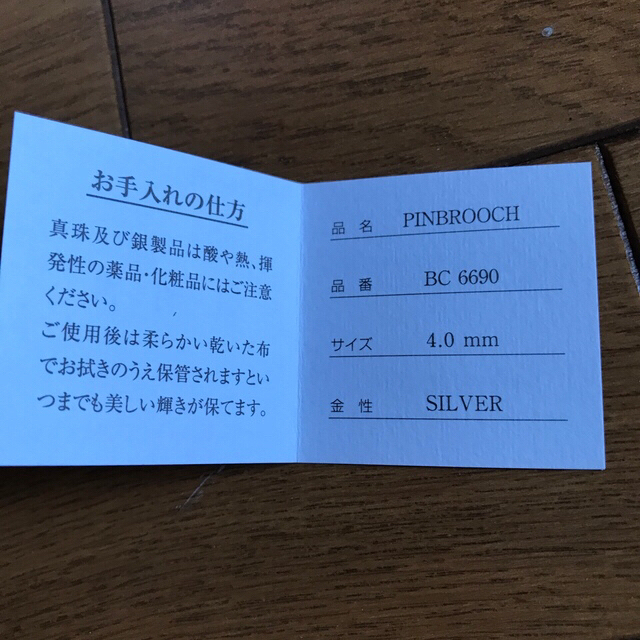 お手入れの仕方
真珠及び銀製品は酸や熱、揮
発性の薬品・化粧品にはご注意
ください。
ご使用後は柔らかい乾いた布
でお拭きのうえ保管されますとい
つまでも美しい輝きが保てます。
品名 PINBROOCH
品番 BC 6690
サイズ 4.0 mm
金性 SILVER